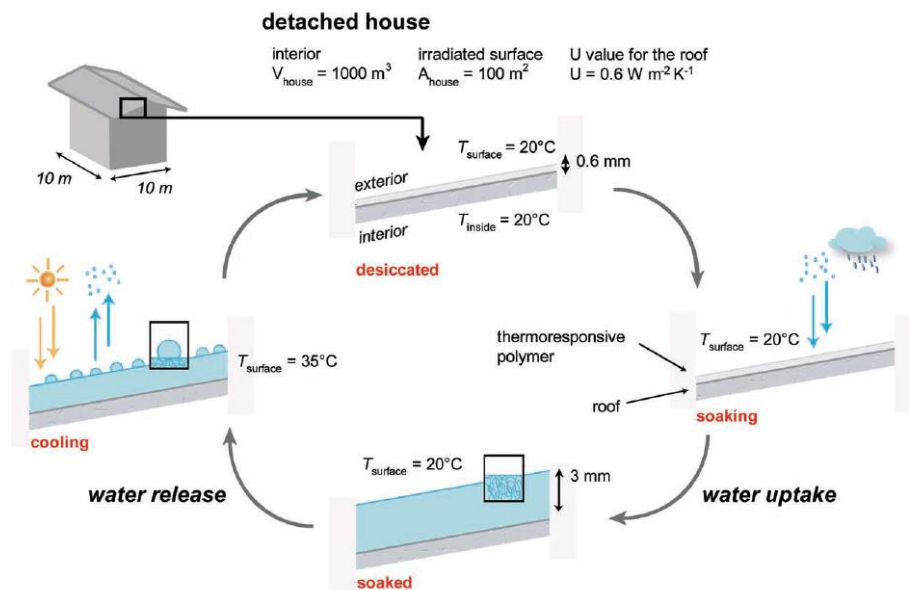 detached house
interior
V_house = 1000 m³
irradiated surface
A_house = 100 m²
U value for the roof
U = 0.6 W m⁻² K⁻¹
10 m
10 m
T_surface = 20°C
0.6 mm
exterior
interior
T_inside = 20°C
desiccated
T_surface = 35°C
cooling
thermoresponsive
polymer
roof
T_surface = 20°C
soaking
water release
T_surface = 20°C
3 mm
soaked
water uptake